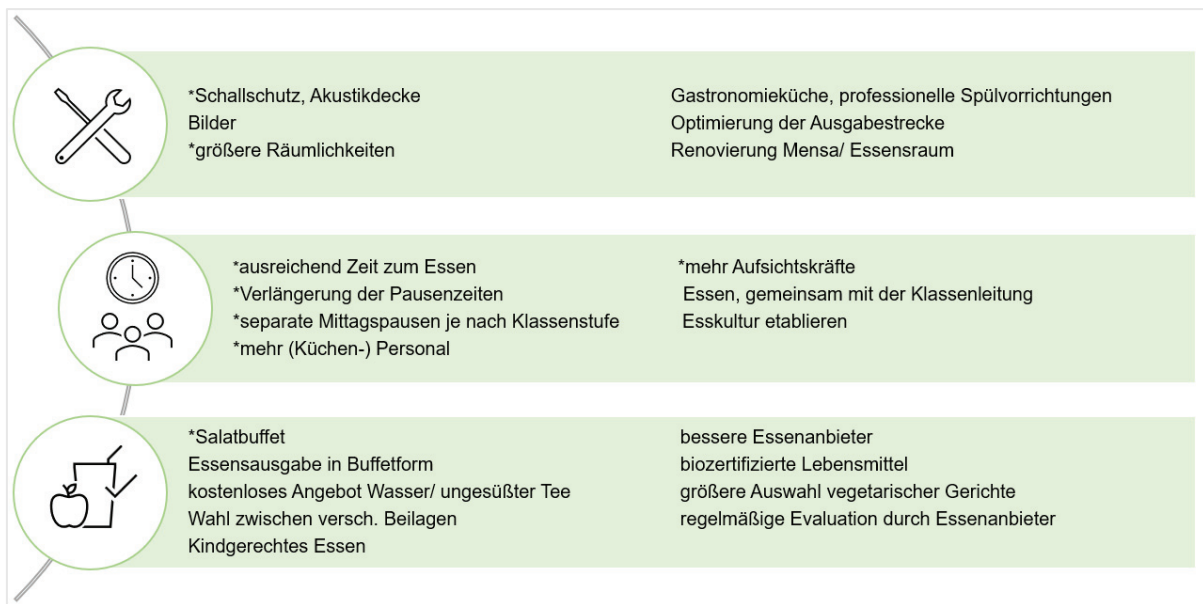 *Schallschutz, Akustikdecke
Bilder
*größere Räumlichkeiten
Gastronomieküche, professionelle Spülvorrichtungen
Optimierung der Ausgabestrecke
Renovierung Mensa/ Essensraum
*ausreichend Zeit zum Essen
*Verlängerung der Pausenzeiten
*separate Mittagspausen je nach Klassenstufe
*mehr (Küchen-) Personal
*mehr Aufsichtskräfte
Essen, gemeinsam mit der Klassenleitung
Esskultur etablieren
*Salatbuffet
Essensausgabe in Buffetform
kostenloses Angebot Wasser/ ungesüßter Tee
Wahl zwischen versch. Beilagen
Kindgerechtes Essen
bessere Essenanbieter
biozertifizierte Lebensmittel
größere Auswahl vegetarischer Gerichte
regelmäßige Evaluation durch Essenanbieter